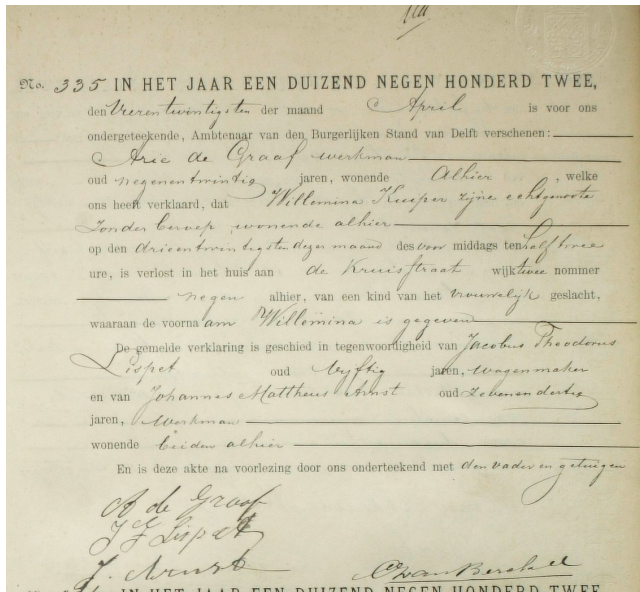 No. 335 IN HET JAAR EEN DUIZEND NEGEN HONDERD TWEE,
den Vierentwintigsten der maand April is voor ons
ondergeteekende, Ambtenaar van den Burgerlijken Stand van Delft verschenen:
Arie de Graaf werkman
oud negenentwintig jaren, wonende Alhier, welke
ons heeft verklaard, dat Willemina Kuiper zijne echtgenoote
zonder beroep wonende alhier
op den drieentwintigsten dezer maand des voor middags ten half twee
ure, is verlost in het huis aan de Kruisstraat wijk twee nommer
negen alhier, van een kind van het vrouwelijk geslacht,
waaraan de voornaam Willemina is gegeven
De gemelde verklaring is geschied in tegenwoordigheid van Jacobus Theodorus
Lispet oud vijftig jaren, wagenmaker
en van Johannes Mattheus Arnst oud zevenendertig
jaren, werkman
wonende beiden alhier
En is deze akte na voorlezing door ons onderteekend met den vader en getuigen
A de Graaf
J T Lispet
J. Arnst
IN HET JAAR EEN DUIZEND NEGEN HONDERD TWEE